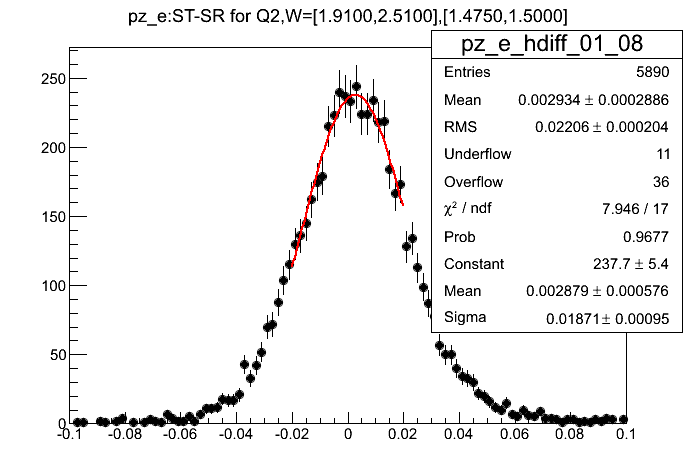 pz_e:ST-SR for Q2,W=[1.9100,2.5100],[1.4750,1.5000]
pz_e_hdiff_01_08
Entries 5890
Mean 0.002934 ± 0.0002886
RMS 0.02206 ± 0.000204
Underflow 11
Overflow 36
χ² / ndf 7.946 / 17
Prob 0.9677
Constant 237.7 ± 5.4
Mean 0.002879 ± 0.000576
Sigma 0.01871 ± 0.00095
250
200
150
100
50
0
-0.1 -0.08 -0.06 -0.04 -0.02 0 0.02 0.04 0.06 0.08 0.1